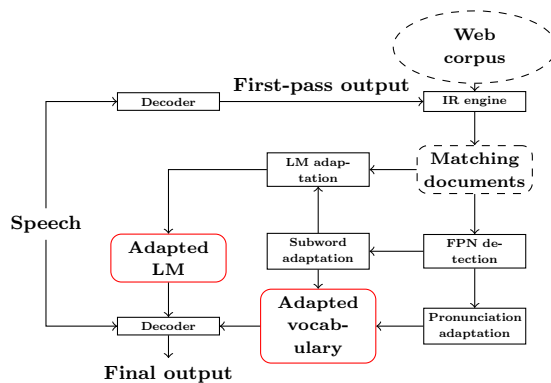 Web
corpus
First-pass output
Decoder
IR engine
LM adap-
tation
Matching
documents
Speech
Adapted
LM
Subword
adaptation
FPN de-
tection
Decoder
Adapted
vocab-
ulary
Pronunciation
adaptation
Final output